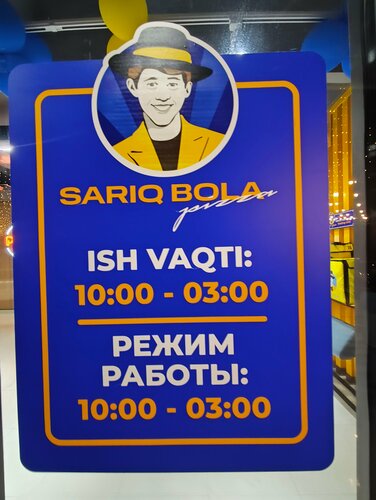 SARIQ BOLA
pizza
ISH VAQTI:
10:00 - 03:00
РЕЖИМ
РАБОТЫ:
10:00 - 03:00